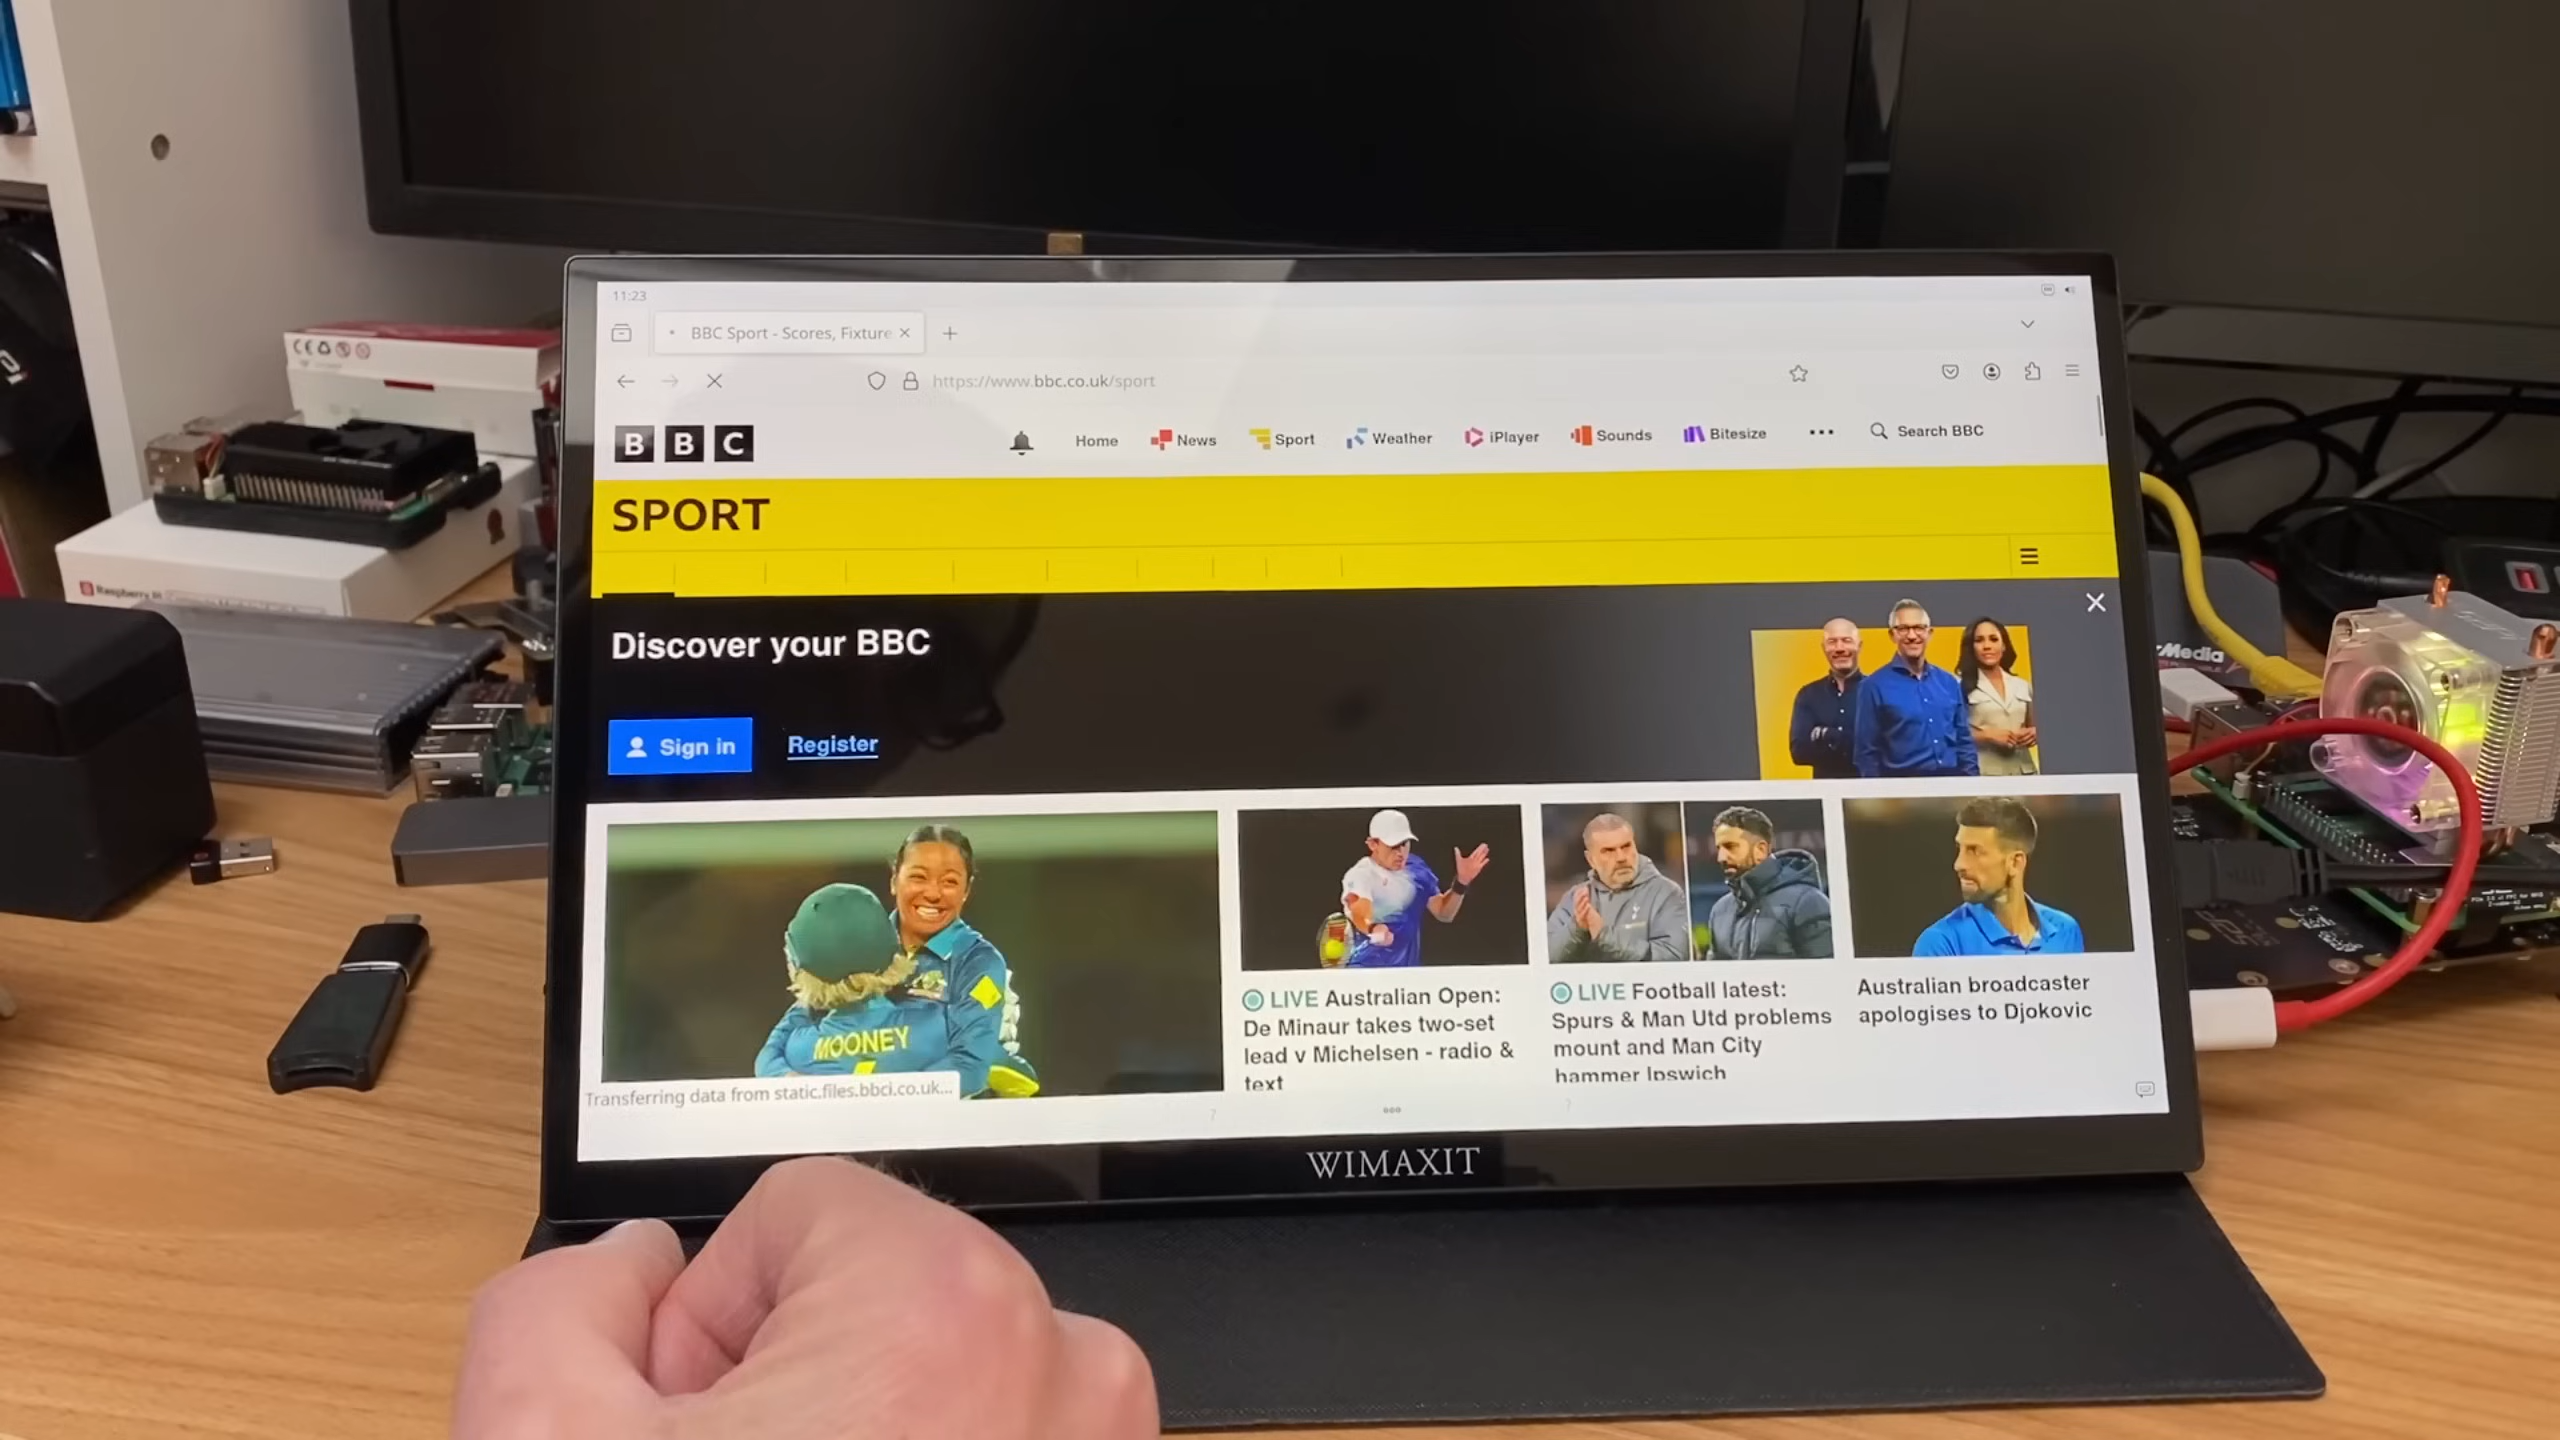 11:23
BBC Sport - Scores, Fixture
https://www.bbc.co.uk/sport
BBC
Home
News
Sport
Weather
iPlayer
Sounds
Bitesize
Search BBC
SPORT
Discover your BBC
Sign in
Register
MOONEY
LIVE Australian Open:
De Minaur takes two-set
lead v Michelsen - radio &
text
LIVE Football latest:
Spurs & Man Utd problems
mount and Man City
hammer Ipswich
Australian broadcaster
apologises to Djokovic
Transferring data from static.files.bbci.co.uk...
WIMAXIT
Raspberry Pi
Media